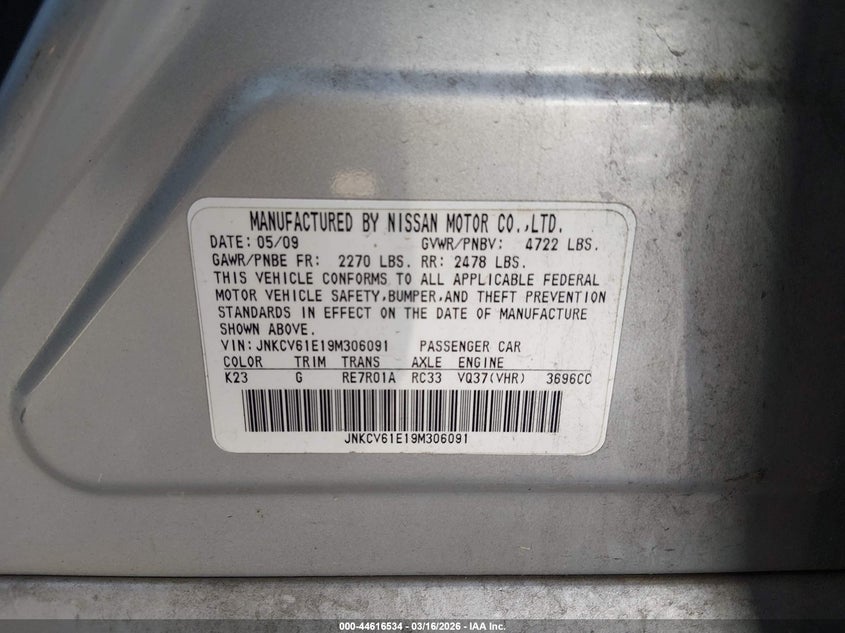 MANUFACTURED BY NISSAN MOTOR CO.,LTD.
DATE: 05/09 GVWR/PNBV: 4722 LBS.
GAWR/PNBE FR: 2270 LBS. RR: 2478 LBS.
THIS VEHICLE CONFORMS TO ALL APPLICABLE FEDERAL
MOTOR VEHICLE SAFETY,BUMPER,AND THEFT PREVENTION
STANDARDS IN EFFECT ON THE DATE OF MANUFACTURE
SHOWN ABOVE.
VIN: JNKCV61E19M306091 PASSENGER CAR
COLOR TRIM TRANS AXLE ENGINE
K23 G RE7R01A RC33 VQ37(VHR) 3696CC
JNKCV61E19M306091
000-44616534 - 03/16/2026 - IAA Inc.